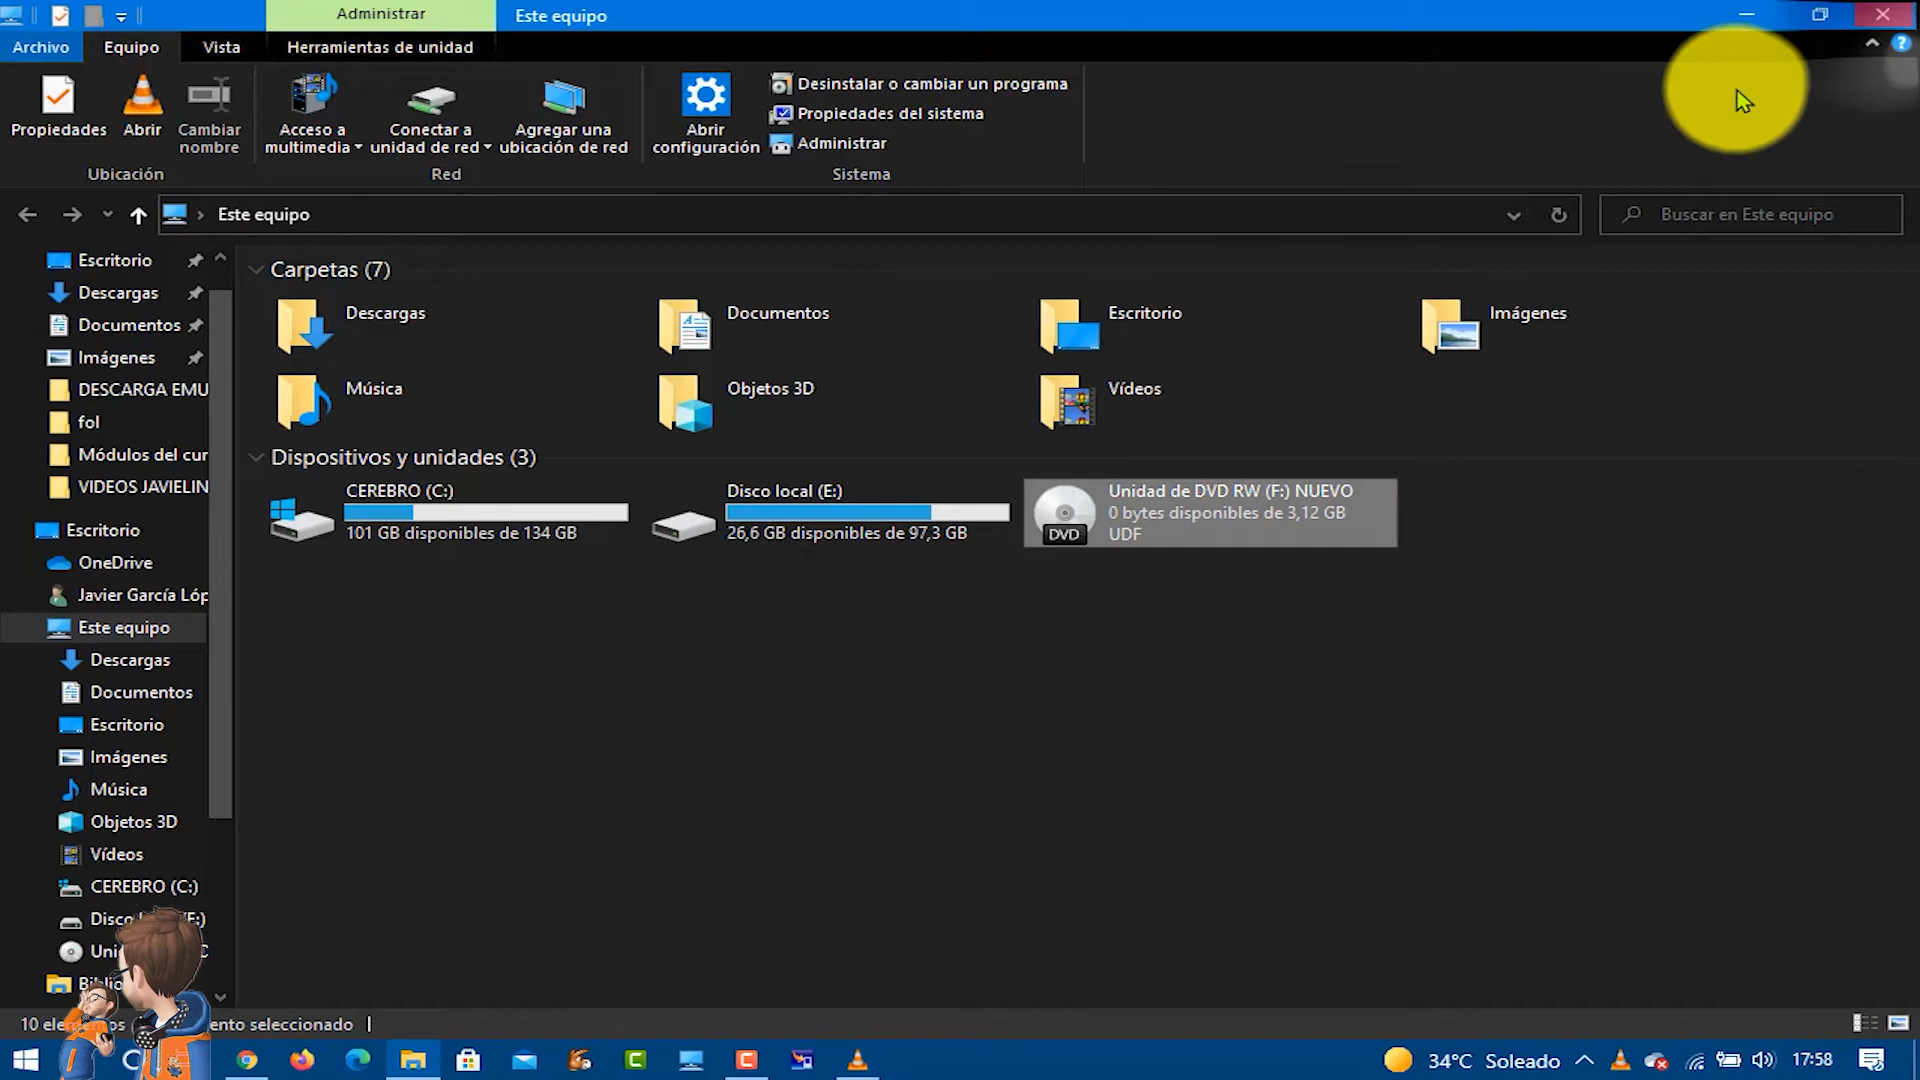 Administrar
Este equipo
Archivo
Equipo
Vista
Herramientas de unidad
Propiedades
Abrir
Cambiar
nombre
Ubicación
Acceso a
multimedia
Conectar a
unidad de red
Agregar una
ubicación de red
Red
Abrir
configuración
Desinstalar o cambiar un programa
Propiedades del sistema
Administrar
Sistema
Este equipo
Buscar en Este equipo
Escritorio
Descargas
Documentos
Imágenes
DESCARGA EMU
fol
Módulos del cur
VIDEOS JAVIELIN
Escritorio
OneDrive
Javier García Lóp
Este equipo
Descargas
Documentos
Escritorio
Imágenes
Música
Objetos 3D
Vídeos
CEREBRO (C:)
Disco E:)
Uni C
Biblio
Carpetas (7)
Descargas
Documentos
Escritorio
Imágenes
Música
Objetos 3D
Vídeos
Dispositivos y unidades (3)
CEREBRO (C:)
101 GB disponibles de 134 GB
Disco local (E:)
26,6 GB disponibles de 97,3 GB
DVD
Unidad de DVD RW (F:) NUEVO
0 bytes disponibles de 3,12 GB
UDF
10 elementos ento seleccionado
34°C Soleado
17:58